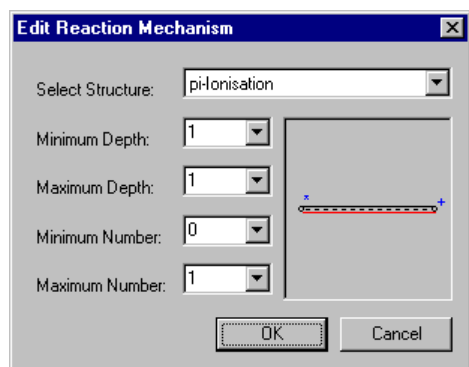 Edit Reaction Mechanism
Select Structure: pi-Ionisation
Minimum Depth: 1
Maximum Depth: 1
* +
Minimum Number: 0
Maximum Number: 1
OK Cancel